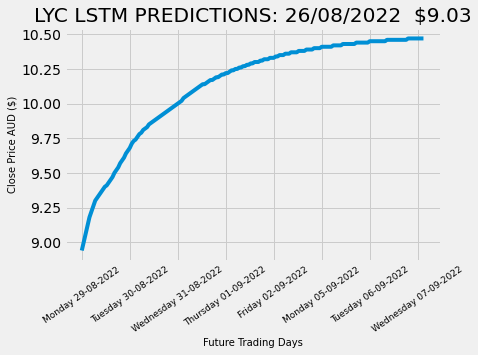 LYC LSTM PREDICTIONS: 26/08/2022  $9.03
10.50
10.25
10.00
9.75
9.50
9.25
9.00
Close Price AUD ($)
Monday 29-08-2022
Tuesday 30-08-2022
Wednesday 31-08-2022
Thursday 01-09-2022
Friday 02-09-2022
Monday 05-09-2022
Tuesday 06-09-2022
Wednesday 07-09-2022
Future Trading Days